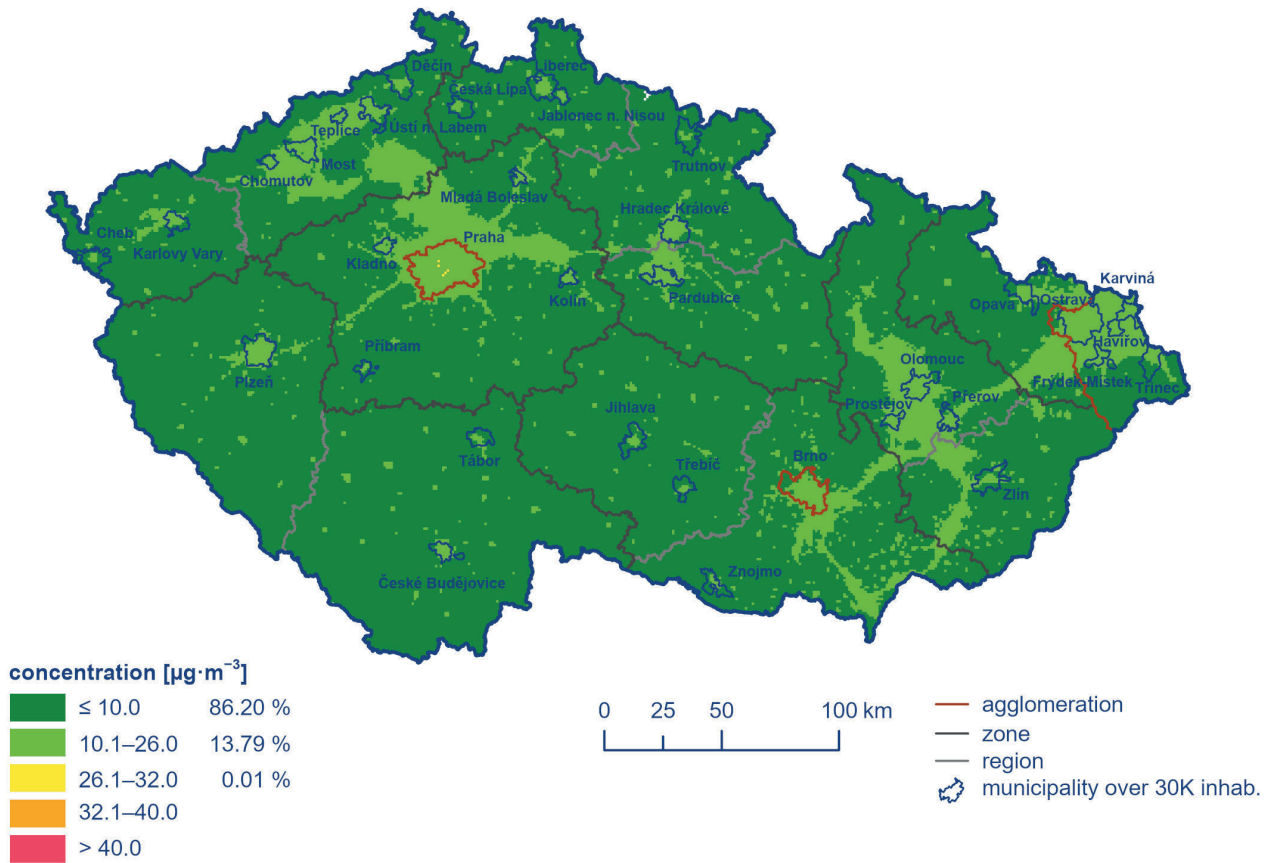 Děčín
Liberec
Česká Lípa
Jablonec n. Nisou
Teplice
Ústí n. Labem
Most
Chomutov
Trutnov
Mladá Boleslav
Hradec Králové
Cheb
Karlovy Vary
Praha
Kladno
Kolín
Pardubice
Karviná
Opava
Ostrava
Havířov
Příbram
Plzeň
Olomouc
Frýdek-Místek
Třinec
Prostějov
Přerov
Jihlava
Tábor
Třebíč
Brno
Zlín
České Budějovice
Znojmo
concentration [µg·m⁻³]
≤ 10.0 86.20 %
10.1–26.0 13.79 %
26.1–32.0 0.01 %
32.1–40.0
> 40.0
0 25 50 100 km
agglomeration
zone
region
municipality over 30K inhab.